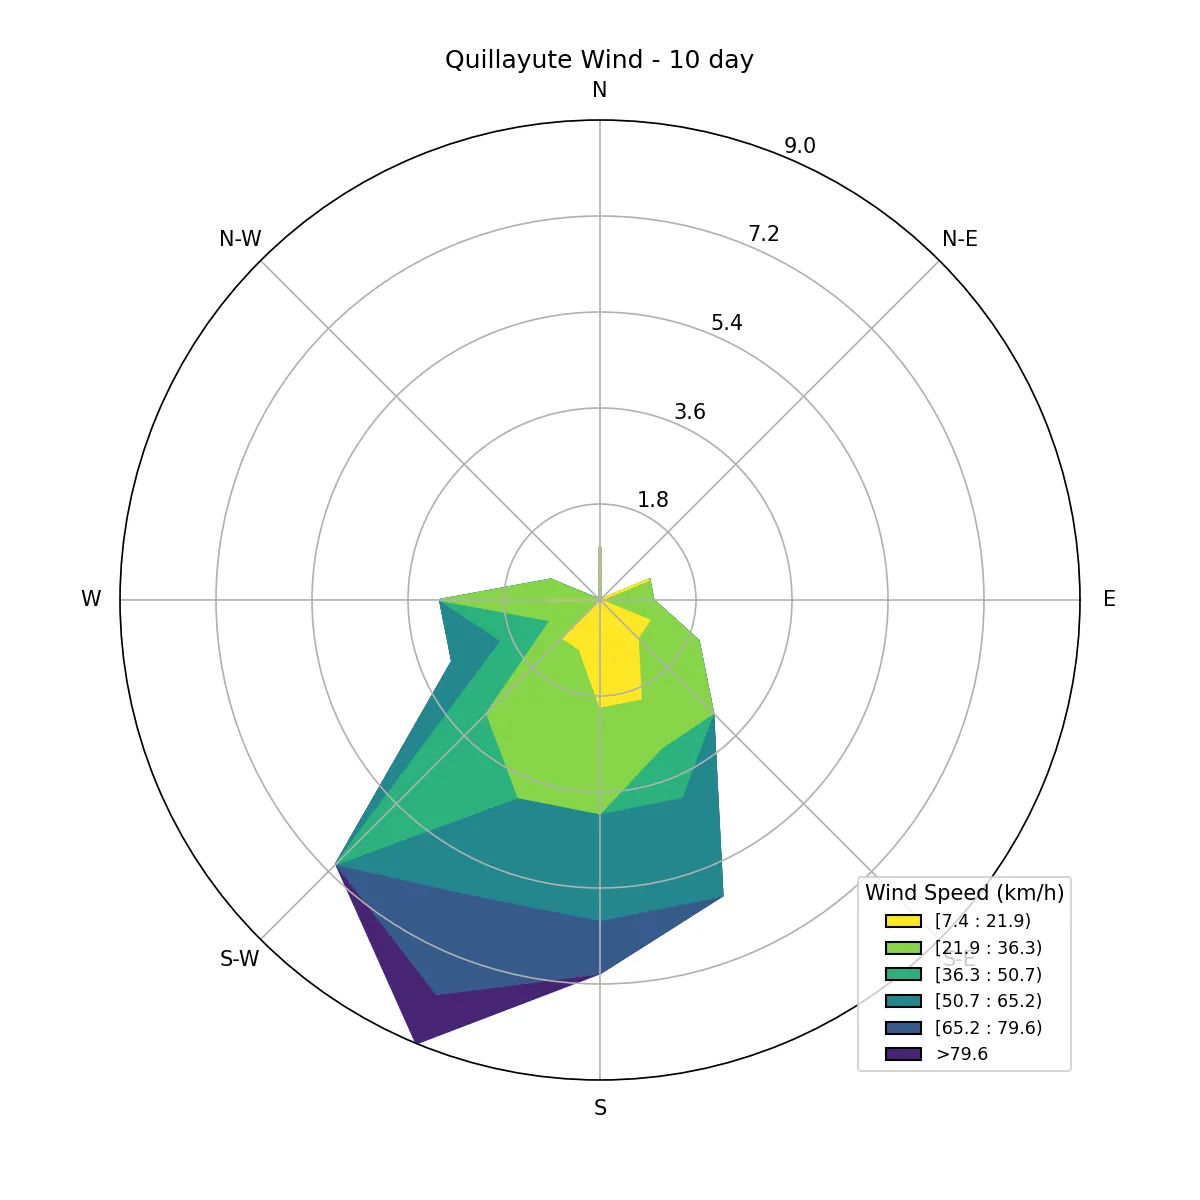 Quillayute Wind - 10 day
N
9.0
N-W
7.2
N-E
5.4
3.6
1.8
W
E
S-W
S-E
Wind Speed (km/h)
[7.4 : 21.9)
[21.9 : 36.3)
[36.3 : 50.7)
[50.7 : 65.2)
[65.2 : 79.6)
>79.6
S